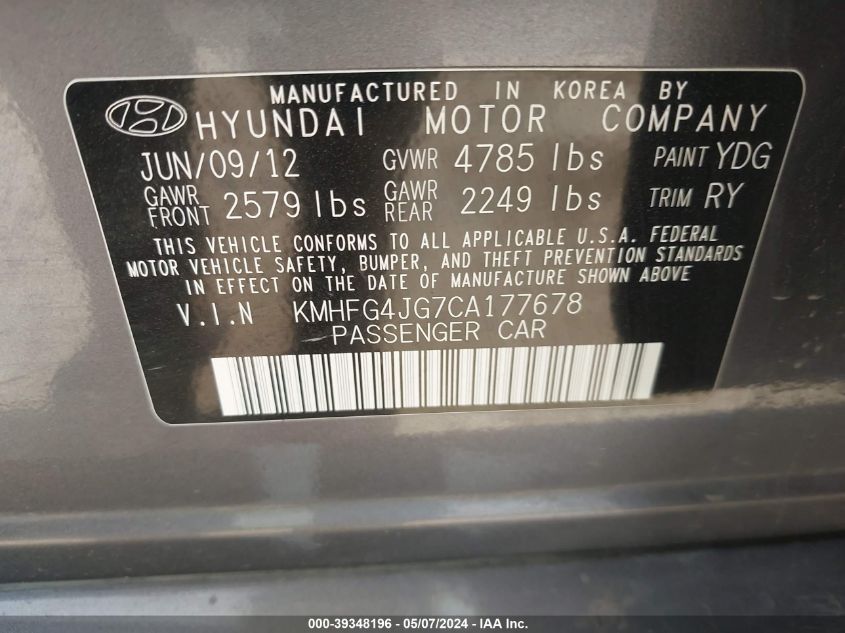 MANUFACTURED IN KOREA BY
HYUNDAI MOTOR COMPANY
JUN/09/12 GVWR 4785 lbs PAINT YDG
GAWR FRONT 2579 lbs GAWR REAR 2249 lbs TRIM RY
THIS VEHICLE CONFORMS TO ALL APPLICABLE U.S.A. FEDERAL
MOTOR VEHICLE SAFETY, BUMPER, AND THEFT PREVENTION STANDARDS
IN EFFECT ON THE DATE OF MANUFACTURE SHOWN ABOVE
V.I.N KMHFG4JG7CA177678
PASSENGER CAR
000-39348196 - 05/07/2024 - IAA Inc.